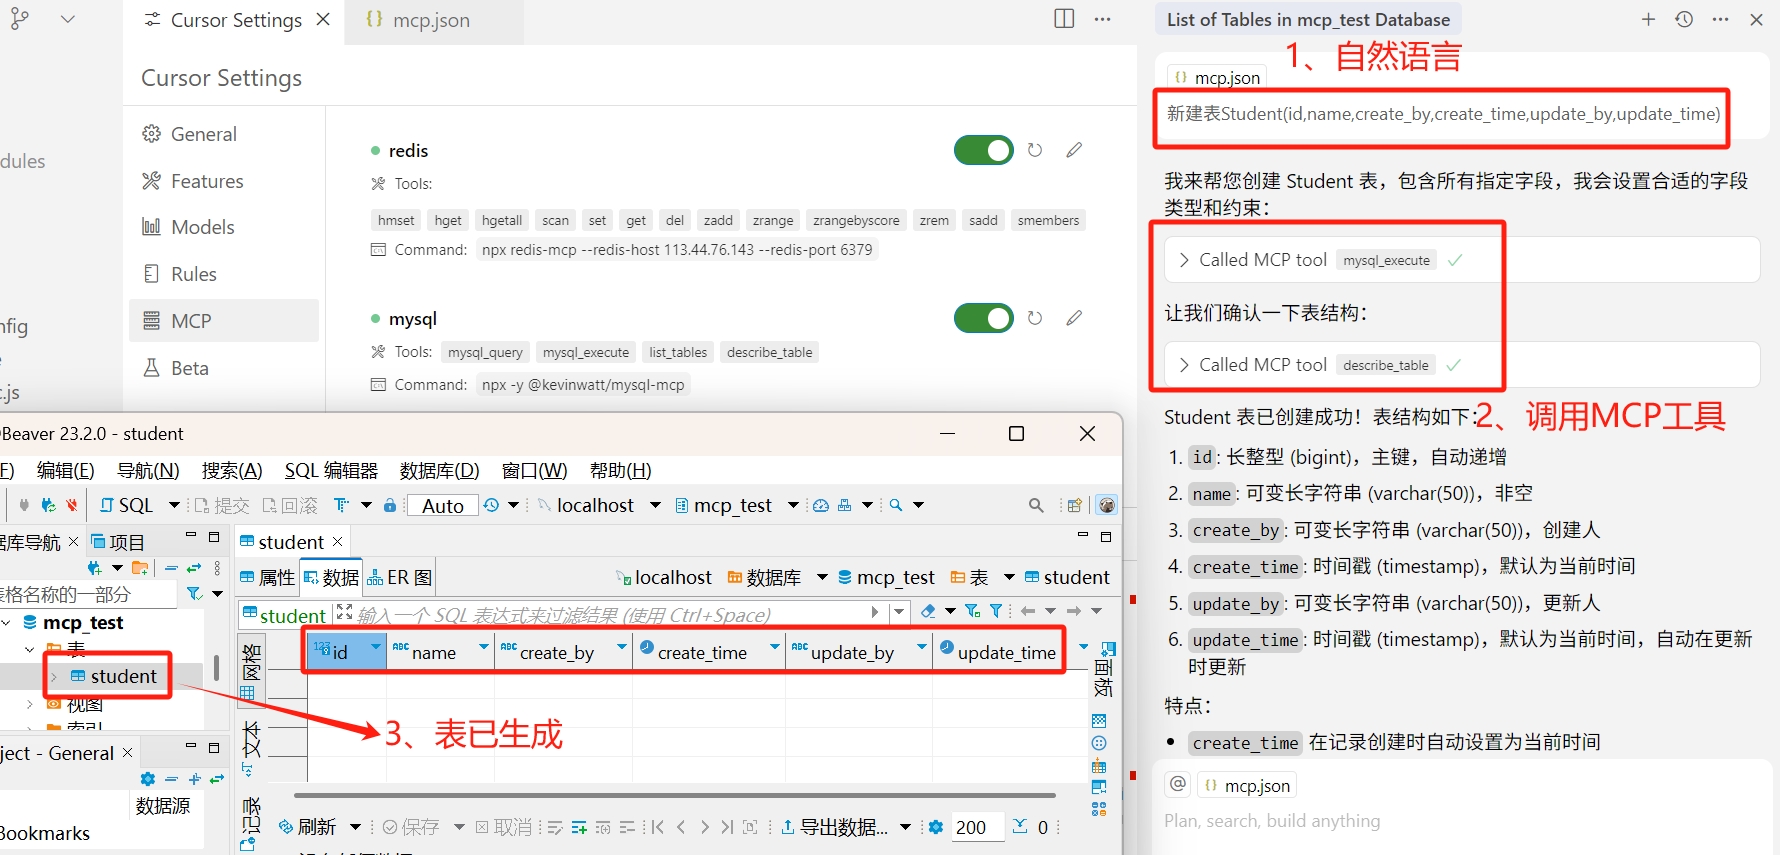 Cursor Settings
mcp.json
Cursor Settings
General
Features
Models
Rules
MCP
Beta
dules
nfig
.js
redis
Tools:
hmset hget hgetall scan set get del zadd zrange zrangebyscore zrem sadd smembers
Command: npx redis-mcp --redis-host 113.44.76.143 --redis-port 6379
mysql
Tools: mysql_query mysql_execute list_tables describe_table
Command: npx -y @kevinwatt/mysql-mcp
List of Tables in mcp_test Database
1、自然语言
mcp.json
新建表Student(id,name,create_by,create_time,update_by,update_time)
我来帮您创建 Student 表，包含所有指定字段，我会设置合适的字段
类型和约束：
Called MCP tool mysql_execute
让我们确认一下表结构：
Called MCP tool describe_table
Student 表已创建成功！表结构如下：
2、调用MCP工具
1. id: 长整型 (bigint)，主键，自动递增
2. name: 可变长字符串 (varchar(50))，非空
3. create_by: 可变长字符串 (varchar(50))，创建人
4. create_time: 时间戳 (timestamp)，默认为当前时间
5. update_by: 可变长字符串 (varchar(50))，更新人
6. update_time: 时间戳 (timestamp)，默认为当前时间，自动在更新
时更新
特点：
• create_time 在记录创建时自动设置为当前时间
@ mcp.json
Plan, search, build anything
Beaver 23.2.0 - student
F) 编辑(E) 导航(N) 搜索(A) SQL 编辑器 数据库(D) 窗口(W) 帮助(H)
SQL 提交 回滚 Auto localhost mcp_test
据库导航 项目
表格名称的一部分
mcp_test
表
student
视图
索引
ject - General
数据源
Bookmarks
student
属性 数据 ER 图 localhost 数据库 mcp_test 表 student
student 输入一个 SQL 表达式来过滤结果 (使用 Ctrl+Space)
网格
文本
记录
123 id ABC name ABC create_by create_time ABC update_by update_time
面板
3、表已生成
刷新 保存 取消 导出数据... 200 0